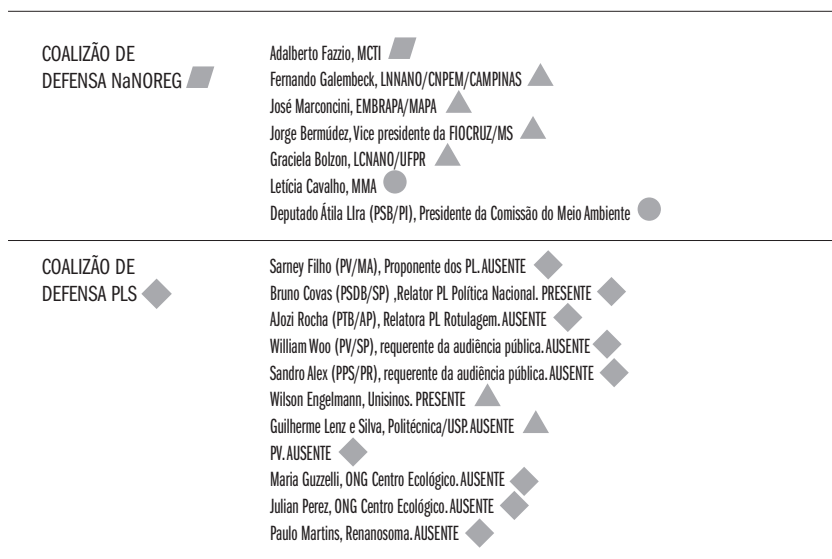 COALIZÃO DE
DEFENSA NaNOREG
Adalberto Fazzio, MCTI
Fernando Galembeck, LNNANO/CNPEM/CAMPINAS
José Marconcini, EMBRAPA/MAPA
Jorge Bermúdez, Vice presidente da FIOCRUZ/MS
Graciela Bolzon, LCNANO/UFPR
Letícia Cavalho, MMA
Deputado Átila LIra (PSB/PI), Presidente da Comissão do Meio Ambiente
COALIZÃO DE
DEFENSA PLS
Sarney Filho (PV/MA), Proponente dos PL. AUSENTE
Bruno Covas (PSDB/SP) ,Relator PL Política Nacional. PRESENTE
AJozi Rocha (PTB/AP), Relatora PL Rotulagem. AUSENTE
William Woo (PV/SP), requerente da audiência pública. AUSENTE
Sandro Alex (PPS/PR), requerente da audiência pública. AUSENTE
Wilson Engelmann, Unisinos. PRESENTE
Guilherme Lenz e Silva, Politécnica/USP. AUSENTE
PV. AUSENTE
Maria Guzzelli, ONG Centro Ecológico. AUSENTE
Julian Perez, ONG Centro Ecológico. AUSENTE
Paulo Martins, Renanosoma. AUSENTE